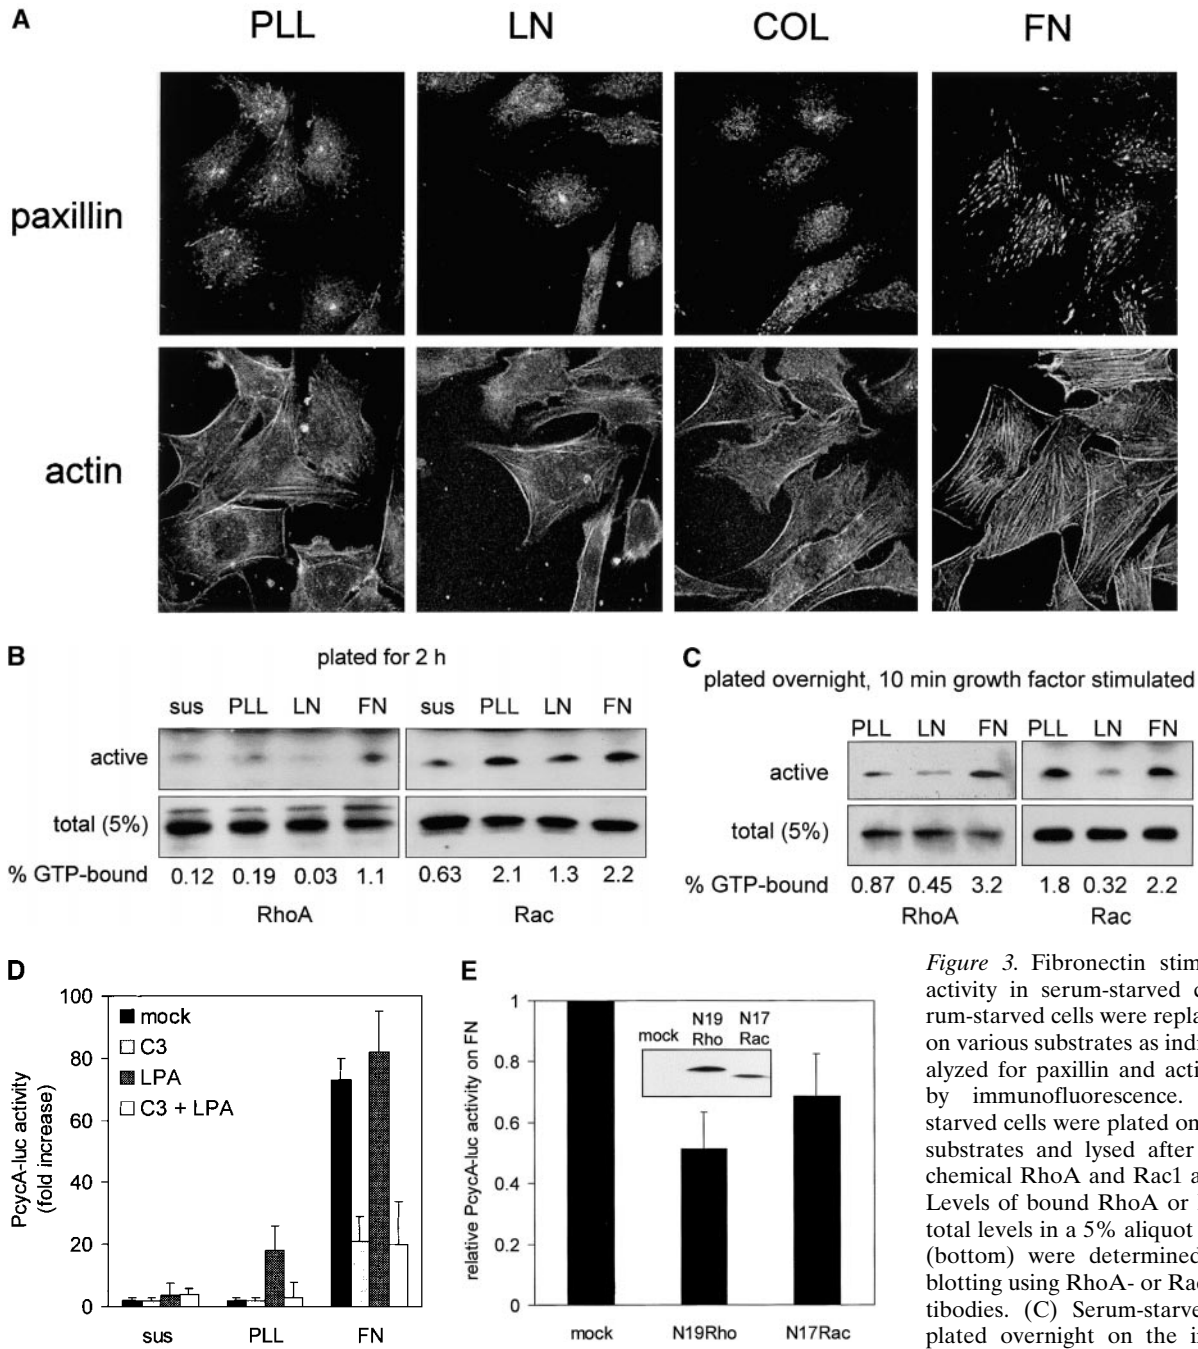 A
PLL LN COL FN
paxillin
actin
B
plated for 2 h
sus PLL LN FN sus PLL LN FN
active
total (5%)
% GTP-bound 0.12 0.19 0.03 1.1 0.63 2.1 1.3 2.2
RhoA Rac
C
plated overnight, 10 min growth factor stimulated
PLL LN FN PLL LN FN
active
total (5%)
% GTP-bound 0.87 0.45 3.2 1.8 0.32 2.2
RhoA Rac
D
PcycA-luc activity
(fold increase)
100
80
60
40
20
0
mock
C3
LPA
C3 + LPA
sus PLL FN
E
relative PcycA-luc activity on FN
1
0.8
0.6
0.4
0.2
0
mock N19 Rho N17 Rac
mock N19Rho N17Rac
Figure 3. Fibronectin stim
activity in serum-starved c
rum-starved cells were repla
on various substrates as indi
alyzed for paxillin and acti
by immunofluorescence.
starved cells were plated on
substrates and lysed after
chemical RhoA and Rac1 a
Levels of bound RhoA or
total levels in a 5% aliquot
(bottom) were determined
blotting using RhoA- or Rac
tibodies. (C) Serum-starve
plated overnight on the i